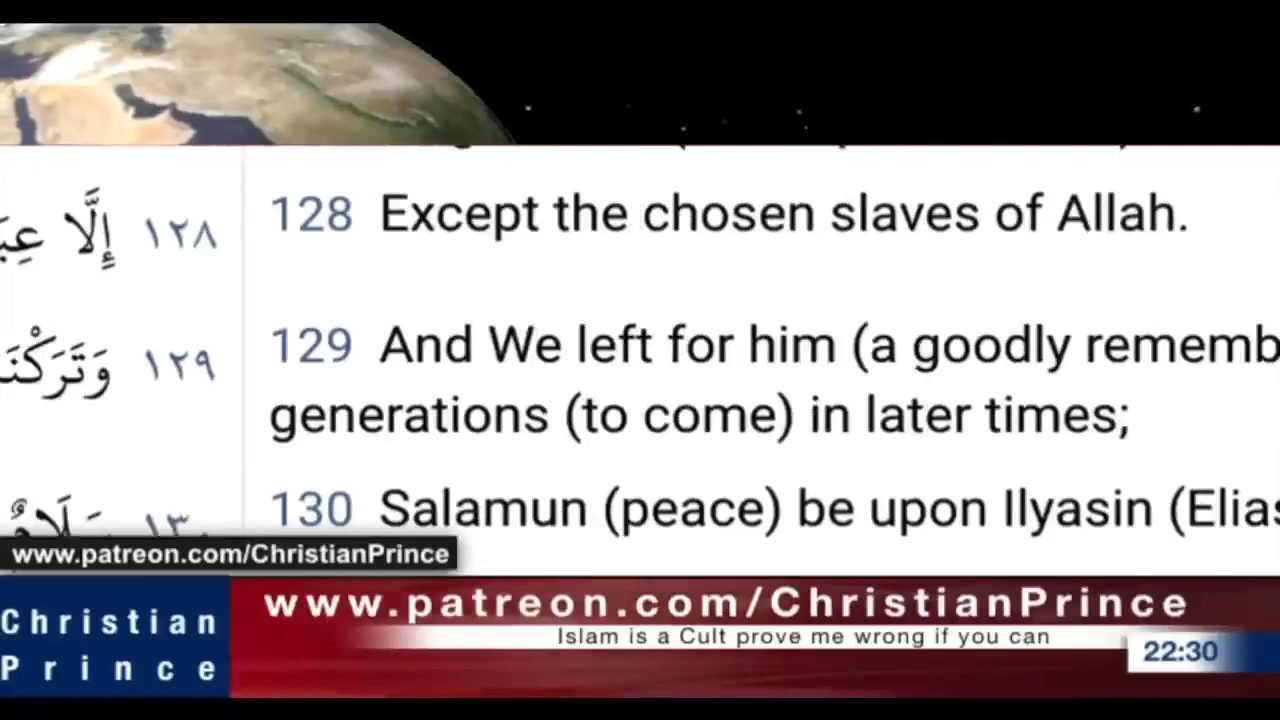 إِلَّا ١٢٨
128 Except the chosen slaves of Allah.
١٢٩
129 And We left for him (a goodly rememb
generations (to come) in later times;
130 Salamun (peace) be upon Ilyasin (Elias
www.patreon.com/ChristianPrince
www.patreon.com/ChristianPrince
Islam is a Cult prove me wrong if you can
Christian
Prince
22:30